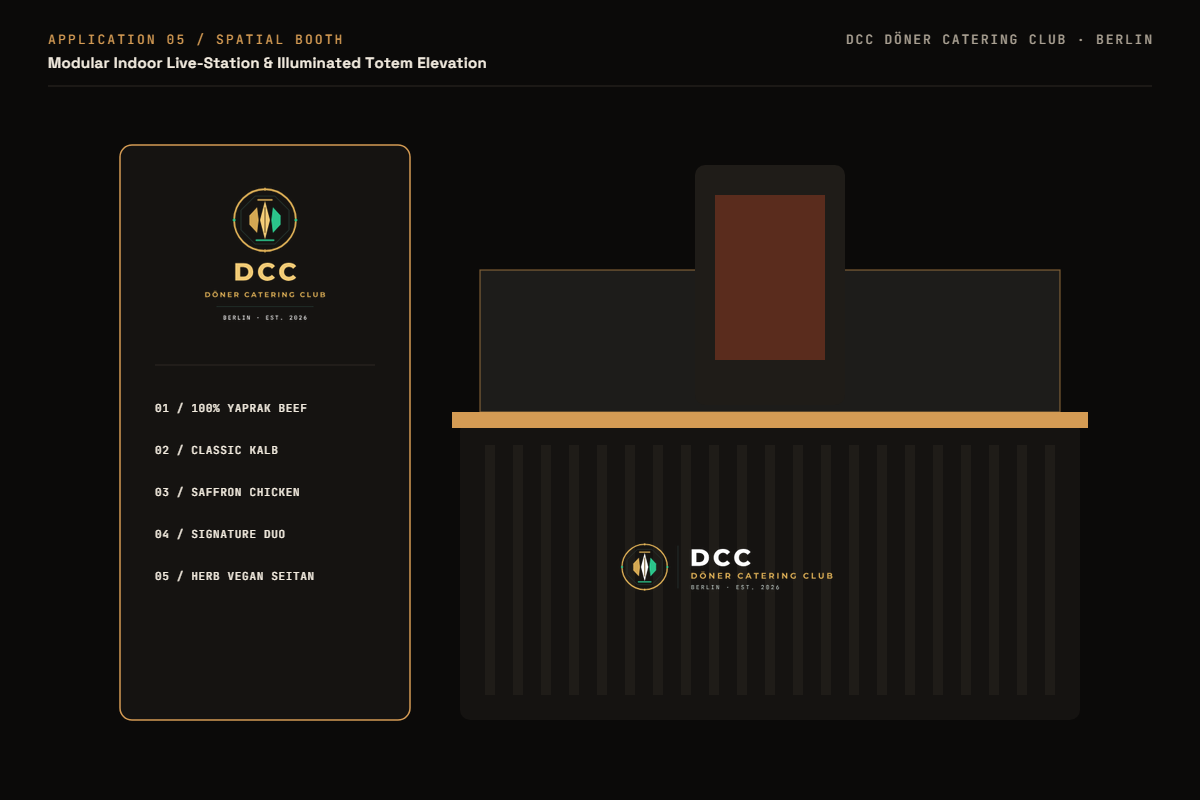 APPLICATION 05 / SPATIAL BOOTH
DCC DÖNER CATERING CLUB · BERLIN
Modular Indoor Live-Station & Illuminated Totem Elevation
DCC
DÖNER CATERING CLUB
BERLIN · EST. 2026
01 / 100% YAPRAK BEEF
02 / CLASSIC KALB
03 / SAFFRON CHICKEN
04 / SIGNATURE DUO
05 / HERB VEGAN SEITAN
DCC
DÖNER CATERING CLUB
BERLIN · EST. 2026